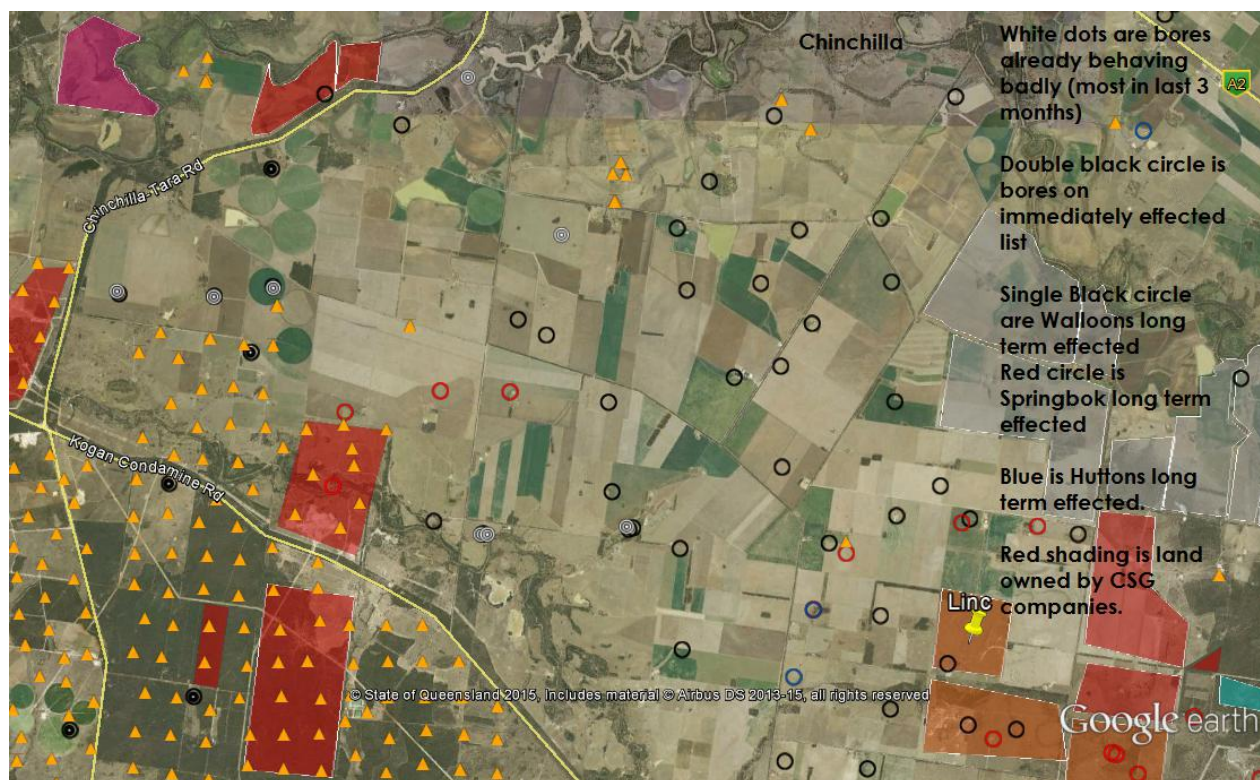 Chinchilla
White dots are bores
already behaving
badly (most in last 3
months)
A2
Double black circle is
bores on
immediately effected
list
Chinchilla-Tara Rd
Single Black circle
are Walloons long
term effected
Red circle is
Springbok long term
effected
Kogan Condamine Rd
Blue is Huttons long
term effected.
Red shading is land
owned by CSG
companies.
Linc
© State of Queensland 2015, Includes material © Airbus DS 2013-15, all rights reserved
Google earth